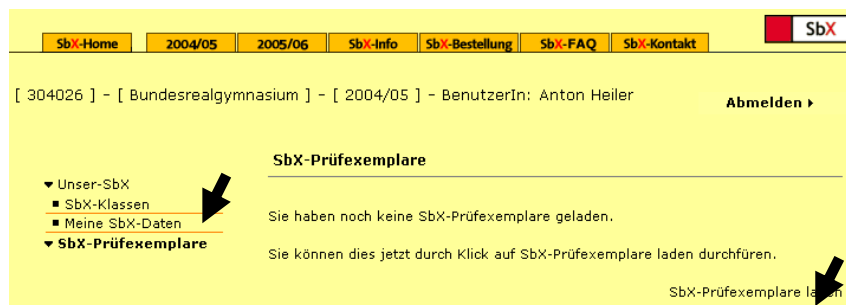 SbX
SbX-Home 2004/05 2005/06 SbX-Info SbX-Bestellung SbX-FAQ SbX-Kontakt
[ 304026 ] - [ Bundesrealgymnasium ] - [ 2004/05 ] - BenutzerIn: Anton Heiler
Abmelden
SbX-Prüfexemplare
Unser-SbX
SbX-Klassen
Meine SbX-Daten
SbX-Prüfexemplare
Sie haben noch keine SbX-Prüfexemplare geladen.
Sie können dies jetzt durch Klick auf SbX-Prüfexemplare laden durchfüren.
SbX-Prüfexemplare laden